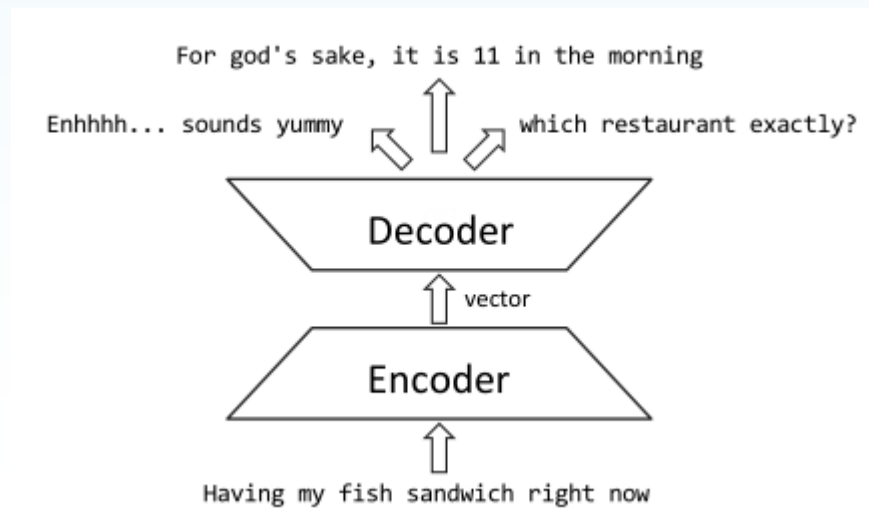 For god's sake, it is 11 in the morning
Enhhhh... sounds yummy
which restaurant exactly?
Decoder
vector
Encoder
Having my fish sandwich right now